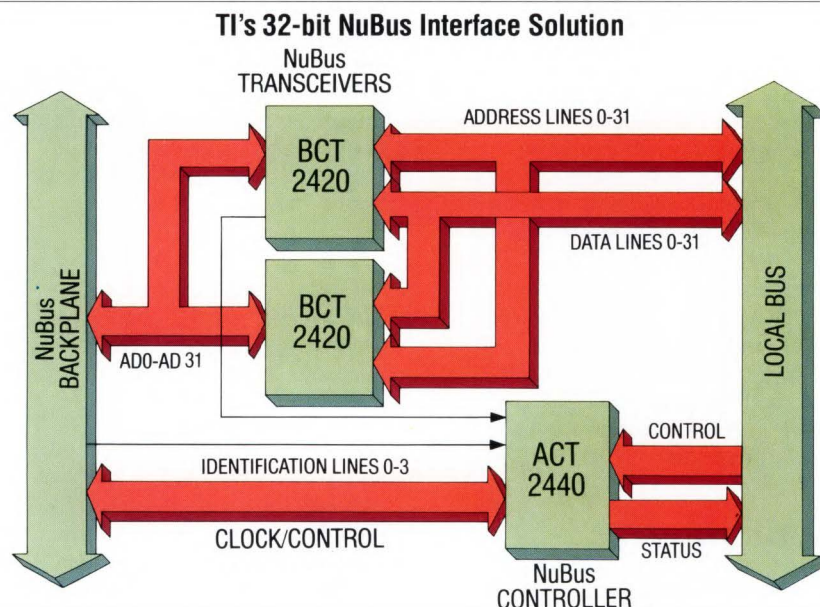 TI's 32-bit NuBus Interface Solution
NuBus
TRANSCEIVERS
ADDRESS LINES 0-31
BCT
2420
DATA LINES 0-31
BCT
2420
NuBus
BACKPLANE
AD0-AD 31
LOCAL BUS
IDENTIFICATION LINES 0-3
ACT
2440
CONTROL
CLOCK/CONTROL
STATUS
NuBus
CONTROLLER